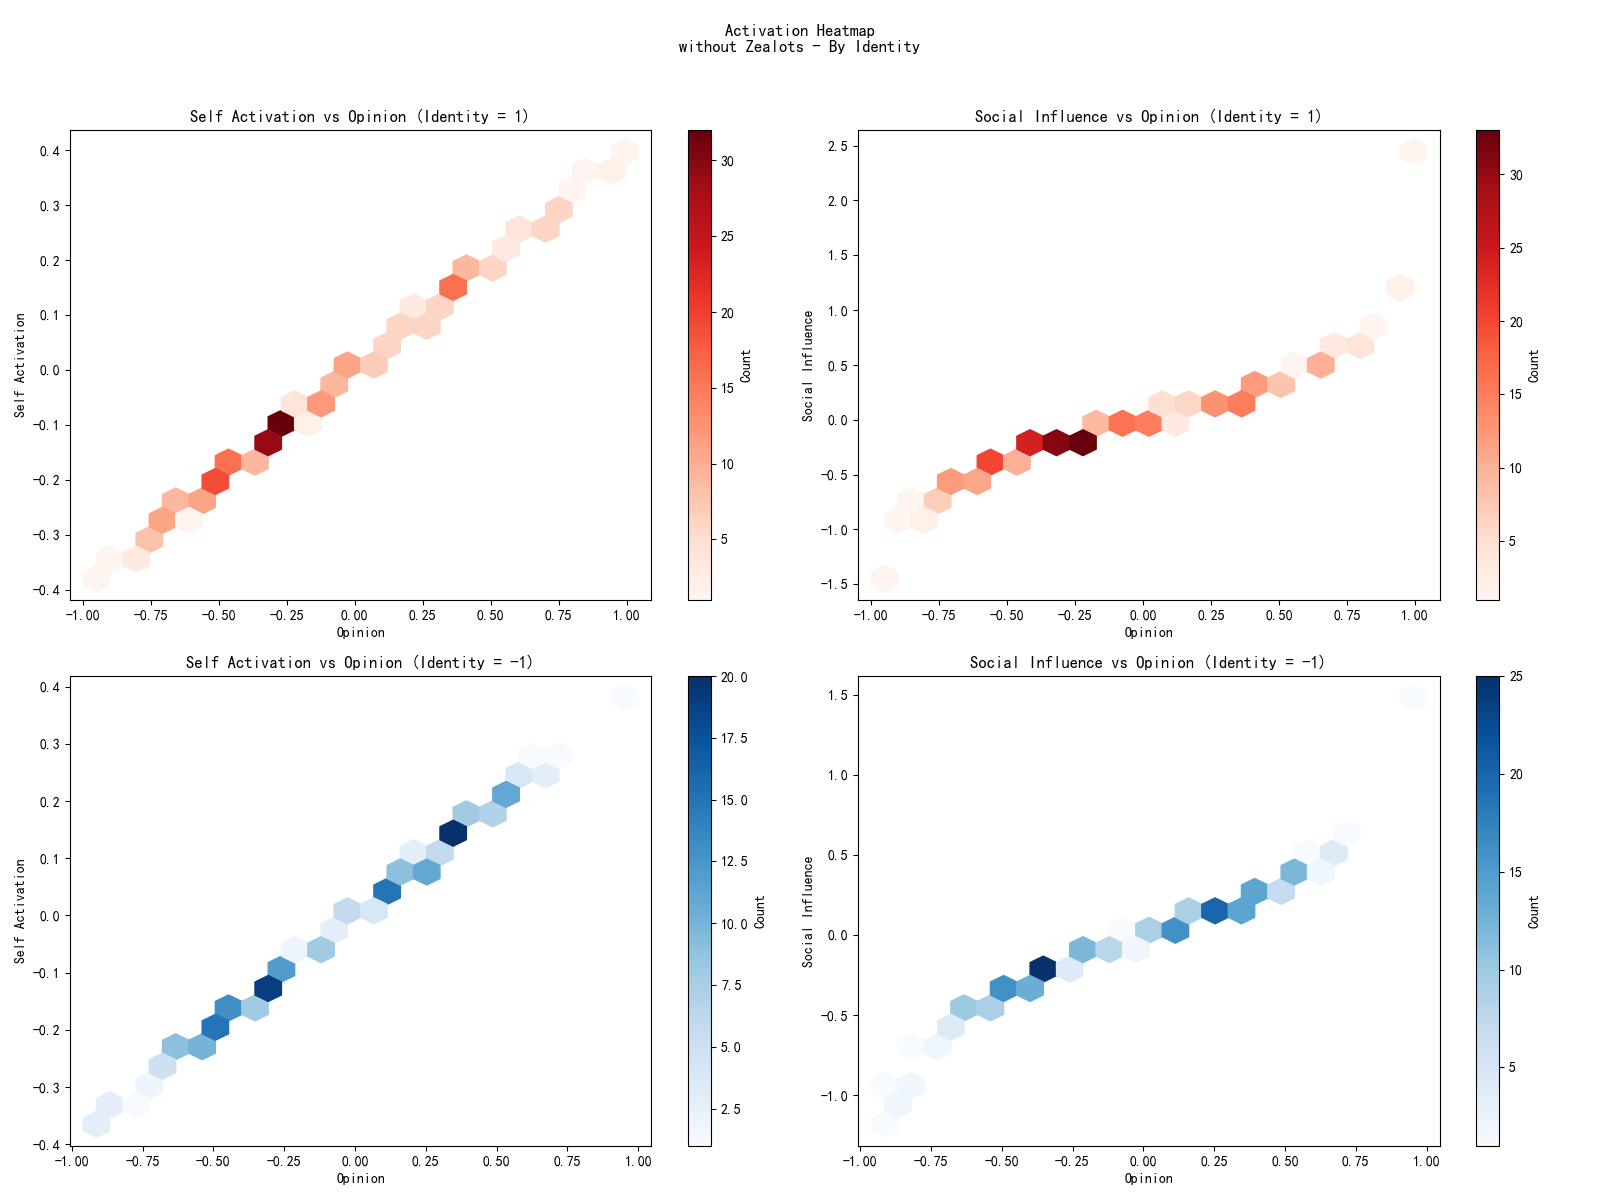 Activation Heatmap
without Zealots - By Identity
Self Activation vs Opinion (Identity = 1)
Self Activation
0.4
0.3
0.2
0.1
0.0
-0.1
-0.2
-0.3
-0.4
-1.00 -0.75 -0.50 -0.25 0.00 0.25 0.50 0.75 1.00
Opinion
30
25
20
15
10
5
Count
Social Influence vs Opinion (Identity = 1)
Social Influence
2.5
2.0
1.5
1.0
0.5
0.0
-0.5
-1.0
-1.5
-1.00 -0.75 -0.50 -0.25 0.00 0.25 0.50 0.75 1.00
Opinion
30
25
20
15
10
5
Count
Self Activation vs Opinion (Identity = -1)
Self Activation
0.4
0.3
0.2
0.1
0.0
-0.1
-0.2
-0.3
-0.4
-1.00 -0.75 -0.50 -0.25 0.00 0.25 0.50 0.75 1.00
Opinion
20.0
17.5
15.0
12.5
10.0
7.5
5.0
2.5
Count
Social Influence vs Opinion (Identity = -1)
Social Influence
1.5
1.0
0.5
0.0
-0.5
-1.0
-1.00 -0.75 -0.50 -0.25 0.00 0.25 0.50 0.75 1.00
Opinion
25
20
15
10
5
Count